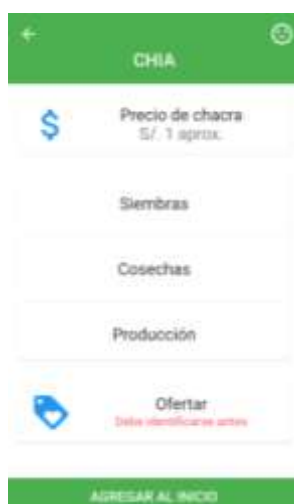 CHIA
Precio de chacra
S/. 1 aprox.
Siembras
Cosechas
Producción
Ofertar
Debe identificarse antes
AGREGAR AL INICIO